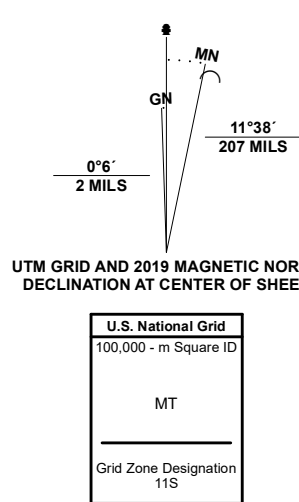 MN
GN
11°38´
207 MILS
0°6´
2 MILS
UTM GRID AND 2019 MAGNETIC NOR
DECLINATION AT CENTER OF SHEE
U.S. National Grid
100,000 - m Square ID
MT
Grid Zone Designation
11S